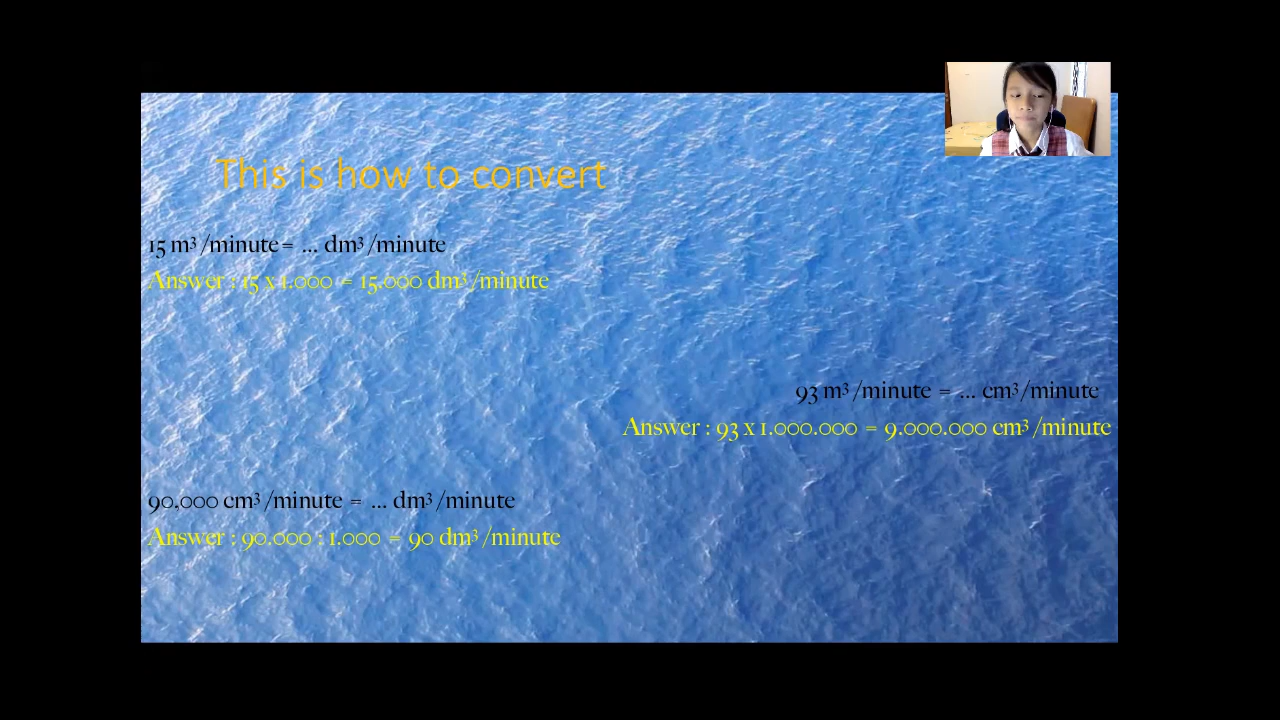 This is how to convert
15 m³/minute = ... dm³/minute
Answer : 15 x 1.000 = 15.000 dm³/minute
93 m³/minute = ... cm³/minute
Answer : 93 x 1.000.000 = 9.000.000 cm³/minute
90.000 cm³/minute = ... dm³/minute
Answer : 90.000 : 1.000 = 90 dm³/minute